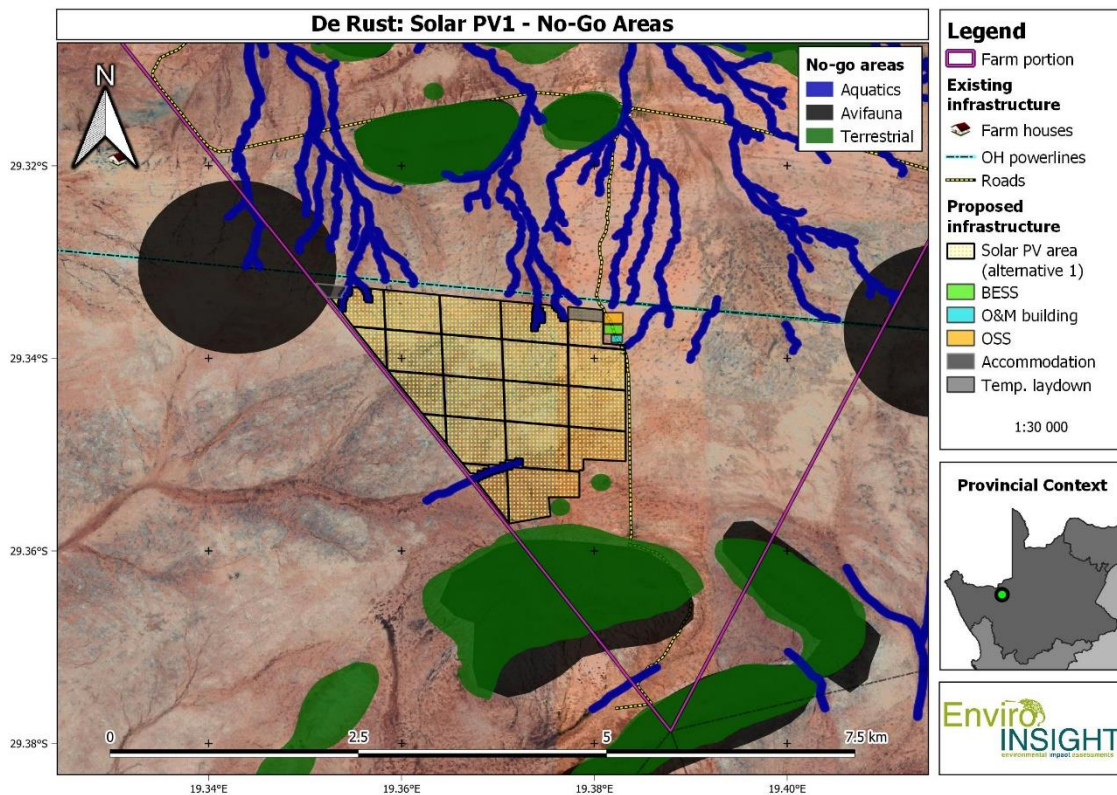 De Rust: Solar PV1 - No-Go Areas
N
No-go areas
Aquatics
Avifauna
Terrestrial
29.32°S
29.34°S
29.36°S
29.38°S
0
2.5
5
7.5 km
19.34°E
19.36°E
19.38°E
19.40°E
Legend
Farm portion
Existing
infrastructure
Farm houses
OH powerlines
Roads
Proposed
infrastructure
Solar PV area
(alternative 1)
BESS
O&M building
OSS
Accommodation
Temp. laydown
1:30 000
Provincial Context
Enviro
INSIGHT
environmental impact assessments